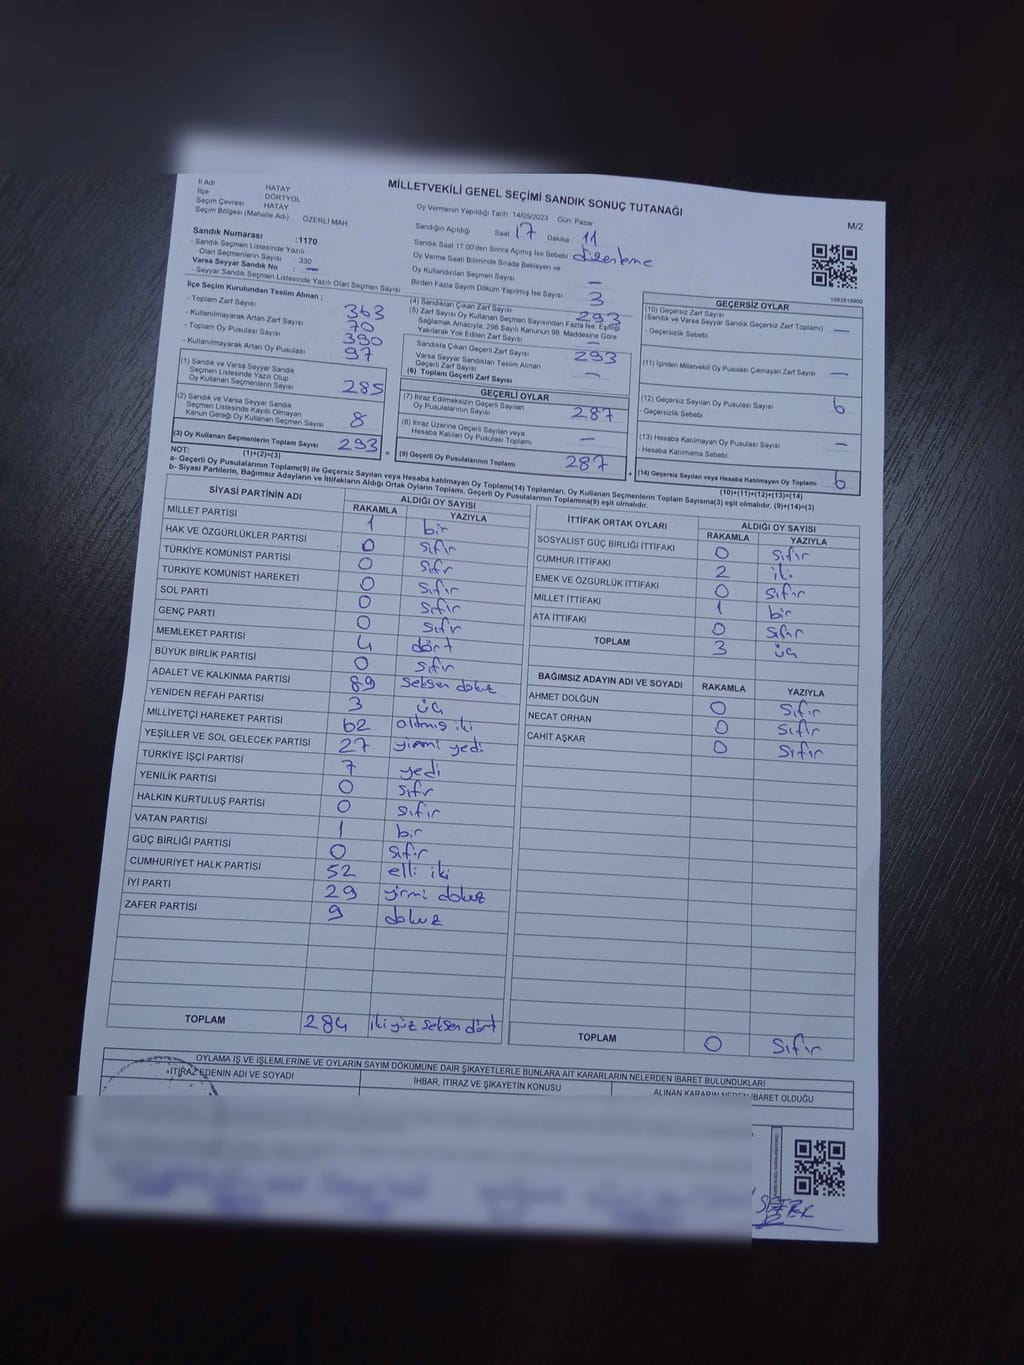 MİLLETVEKİLİ GENEL SEÇİMİ SANDIK SONUÇ TUTANAĞI
M/2
İl Adı HATAY
İlçe DÖRTYOL
Seçim Çevresi HATAY
Seçim Bölgesi (Mahalle Adı) ÖZERLİ MAH
Sandık Numarası :1170
- Sandık Seçmen Listesinde Yazılı Olan Seçmenlerin Sayısı 330
Varsa Seyyar Sandık No : —
- Seyyar Sandık Seçmen Listesinde Yazılı Olan Seçmen Sayısı
Oy Vermenin Yapıldığı Tarih :14/05/2023 Gün: Pazar
Sandığın Açıldığı Saat 17 Dakika 11
Sandık Saat 17:00'den Sonra Açımış İse Sebebi düzenleme
Oy Verme Saati Bitiminde Sırada Bekleyen ve
Oy Kullandırılan Seçmen Sayısı —
Birden Fazla Sayım Döküm Yapılmış İse Sayısı 3
1083819900
İlçe Seçim Kurulundan Teslim Alınan ;
- Toplam Zarf Sayısı 363
- Kullanılmayarak Artan Zarf Sayısı 70
- Toplam Oy Pusulası Sayısı 390
- Kullanılmayarak Artan Oy Pusulası 97
(1) Sandık ve Varsa Seyyar Sandık
Seçmen Listesinde Yazılı Olup
Oy Kullanan Seçmenlerin Sayısı 285
(2) Sandık ve Varsa Seyyar Sandık
Seçmen Listesinde Kayıtlı Olmayan
Kanun Gereği Oy Kullanan Seçmen Sayısı 8
(3) Oy Kullanan Seçmenlerin Toplam Sayısı 293
(1)+(2)=(3)
(4) Sandıktan Çıkan Zarf Sayısı 293
(5) Zarf Sayısı Oy Kullanan Seçmen Sayısından Fazla İse, Eşitliği
Sağlamak Amacıyla; 298 Sayılı Kanunun 98. Maddesine Göre
Yakılarak Yok Edilen Zarf Sayısı —
Sandıkta Çıkan Geçerli Zarf Sayısı 293
Varsa Seyyar Sandıktan Teslim Alınan
Geçerli Zarf Sayısı —
(6) Toplam Geçerli Zarf Sayısı
GEÇERLİ OYLAR
(7) İtiraz Edilmeksizin Geçerli Sayılan
Oy Pusulalarının Sayısı 287
(8) İtiraz Üzerine Geçerli Sayılan veya
Hesaba Katılan Oy Pusulası Toplamı —
= (9) Geçerli Oy Pusulalarının Toplamı 287
GEÇERSİZ OYLAR
(10) Geçersiz Zarf Sayısı
(Sandık ve Varsa Seyyar Sandık Geçersiz Zarf Toplamı) —
- Geçersizlik Sebebi
(11) İçinden Milletvekili Oy Pusulası Çıkmayan Zarf Sayısı —
(12) Geçersiz Sayılan Oy Pusulası Sayısı 6
- Geçersizlik Sebebi
(13) Hesaba Katılmayan Oy Pusulası Sayısı —
- Hesaba Katılmama Sebebi
+ (14) Geçersiz Sayılan veya Hesaba Katılmayan Oy Toplamı 6
(10)+(11)+(12)+(13)=(14)
NOT:
a- Geçerli Oy Pusulalarının Toplamı(9) ile Geçersiz Sayılan veya Hesaba katılmayan Oy Toplamı(14) Toplamları, Oy Kullanan Seçmenlerin Toplam Sayısına(3) eşit olmalıdır. (9)+(14)=(3)
b- Siyasi Partilerin, Bağımsız Adayların ve İttifakların Aldığı Ortak Oyların Toplamı, Geçerli Oy Pusulalarının Toplamına(9) eşit olmalıdır.
SİYASİ PARTİNİN ADI ALDIĞI OY SAYISI
RAKAMLA YAZIYLA
MİLLET PARTİSİ 1 bir
HAK VE ÖZGÜRLÜKLER PARTİSİ 0 sıfır
TÜRKİYE KOMÜNİST PARTİSİ 0 sıfır
TÜRKİYE KOMÜNİST HAREKETİ 0 sıfır
SOL PARTİ 0 sıfır
GENÇ PARTİ 0 sıfır
MEMLEKET PARTİSİ 4 dört
BÜYÜK BİRLİK PARTİSİ 0 sıfır
ADALET VE KALKINMA PARTİSİ 89 seksen dokuz
YENİDEN REFAH PARTİSİ 3 üç
MİLLİYETÇİ HAREKET PARTİSİ 62 altmış iki
YEŞİLLER VE SOL GELECEK PARTİSİ 27 yirmi yedi
TÜRKİYE İŞÇİ PARTİSİ 7 yedi
YENİLİK PARTİSİ 0 sıfır
HALKIN KURTULUŞ PARTİSİ 0 sıfır
VATAN PARTİSİ 1 bir
GÜÇ BİRLİĞİ PARTİSİ 0 sıfır
CUMHURİYET HALK PARTİSİ 52 elli iki
İYİ PARTİ 29 yirmi dokuz
ZAFER PARTİSİ 9 dokuz
TOPLAM 284 iki yüz seksen dört
İTTİFAK ORTAK OYLARI ALDIĞI OY SAYISI
RAKAMLA YAZIYLA
SOSYALİST GÜÇ BİRLİĞİ İTTİFAKI 0 sıfır
CUMHUR İTTİFAKI 2 iki
EMEK VE ÖZGÜRLÜK İTTİFAKI 0 sıfır
MİLLET İTTİFAKI 1 bir
ATA İTTİFAKI 0 sıfır
TOPLAM 3 üç
BAĞIMSIZ ADAYIN ADI VE SOYADI RAKAMLA YAZIYLA
AHMET DOLĞUN 0 sıfır
NECAT ORHAN 0 sıfır
CAHİT AŞKAR 0 sıfır
TOPLAM 0 sıfır
OYLAMA İŞ VE İŞLEMLERİNE VE OYLARIN SAYIM DÖKÜMÜNE DAİR ŞİKAYETLERLE BUNLARA AİT KARARLARIN NELERDEN İBARET BULUNDUKLARI
İTİRAZ EDENİN ADI VE SOYADI İHBAR, İTİRAZ VE ŞİKAYETİN KONUSU ALINAN KARARIN NEDEN İBARET OLDUĞU